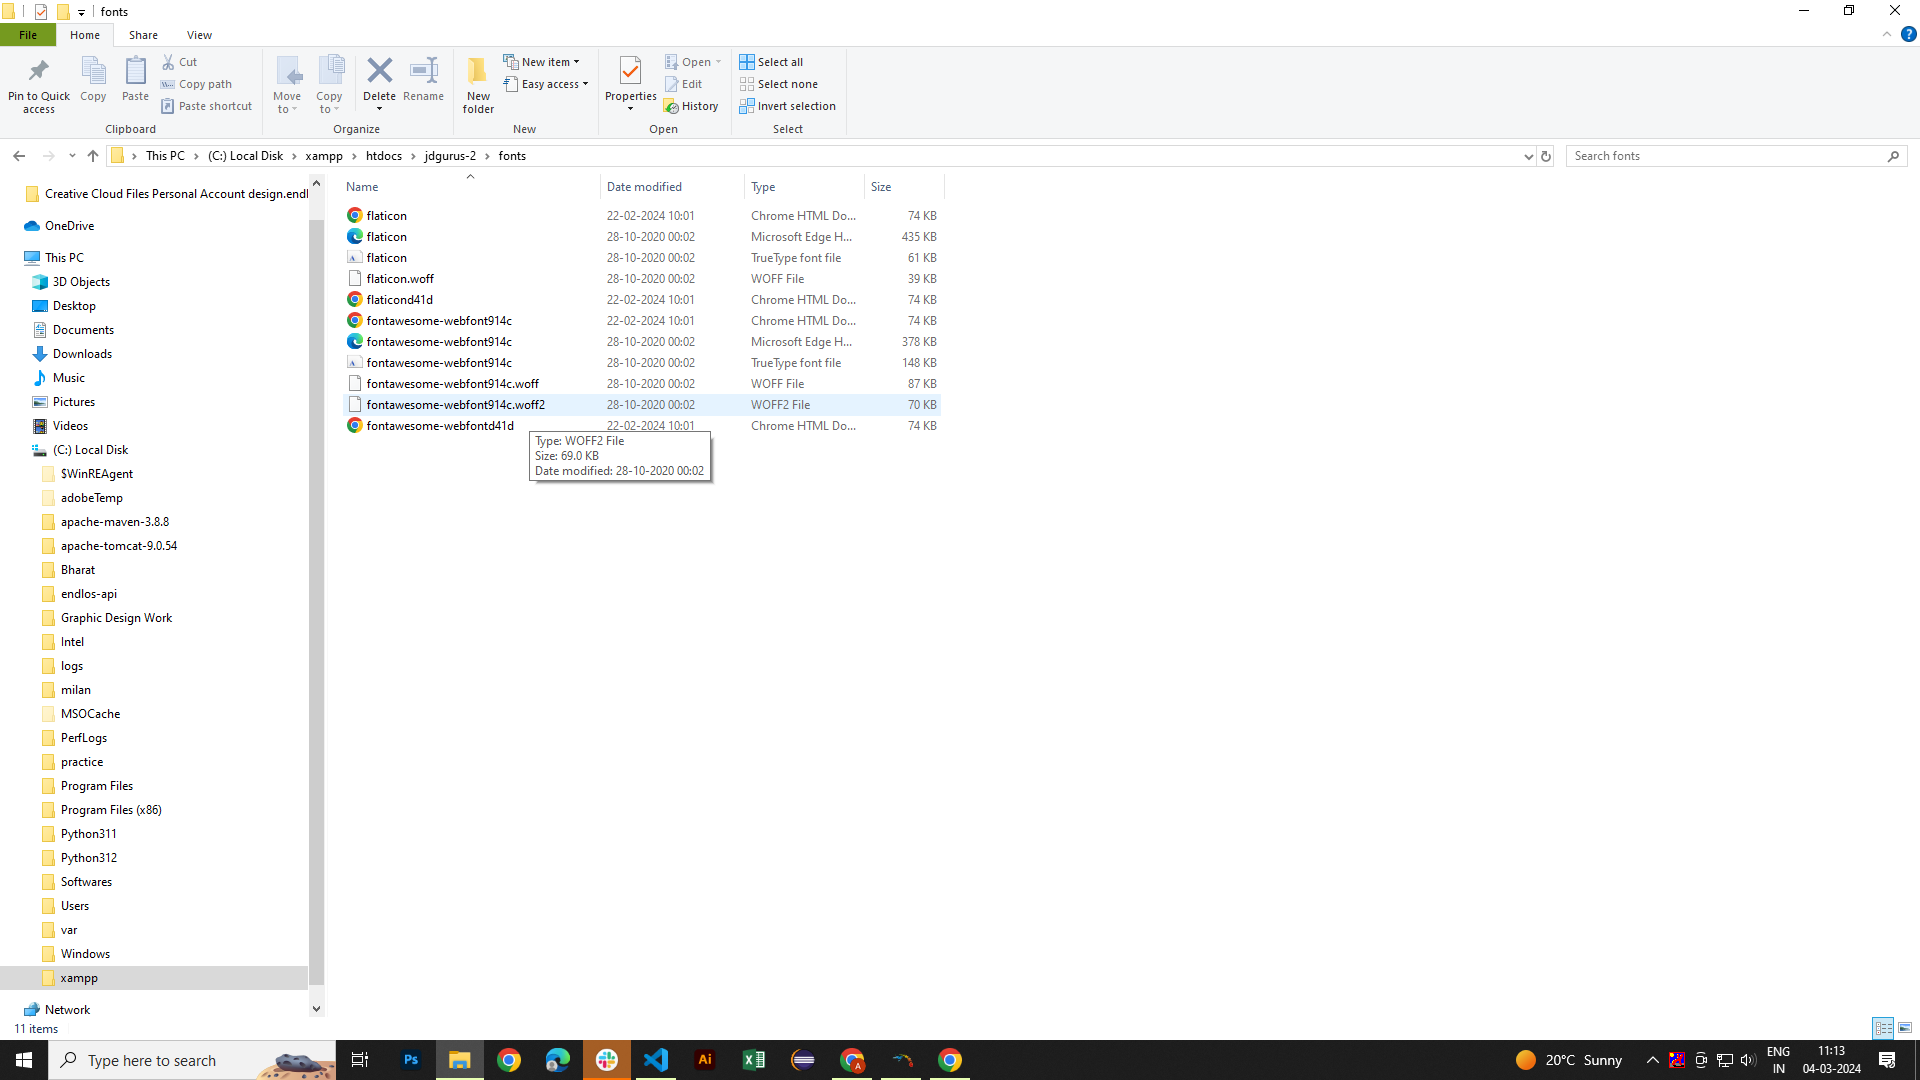 fonts
File Home Share View
Pin to Quick access
Copy
Paste
Cut
Copy path
Paste shortcut
Clipboard
Move to
Copy to
Delete
Rename
Organize
New folder
New item
Easy access
New
Properties
Open
Edit
History
Open
Select all
Select none
Invert selection
Select
This PC > (C:) Local Disk > xampp > htdocs > jdgurus-2 > fonts
Search fonts
Creative Cloud Files Personal Account design.endl
OneDrive
This PC
3D Objects
Desktop
Documents
Downloads
Music
Pictures
Videos
(C:) Local Disk
$WinREAgent
adobeTemp
apache-maven-3.8.8
apache-tomcat-9.0.54
Bharat
endlos-api
Graphic Design Work
Intel
logs
milan
MSOCache
PerfLogs
practice
Program Files
Program Files (x86)
Python311
Python312
Softwares
Users
var
Windows
xampp
Network
Name Date modified Type Size
flaticon 22-02-2024 10:01 Chrome HTML Do... 74 KB
flaticon 28-10-2020 00:02 Microsoft Edge H... 435 KB
flaticon 28-10-2020 00:02 TrueType font file 61 KB
flaticon.woff 28-10-2020 00:02 WOFF File 39 KB
flaticond41d 22-02-2024 10:01 Chrome HTML Do... 74 KB
fontawesome-webfont914c 22-02-2024 10:01 Chrome HTML Do... 74 KB
fontawesome-webfont914c 28-10-2020 00:02 Microsoft Edge H... 378 KB
fontawesome-webfont914c 28-10-2020 00:02 TrueType font file 148 KB
fontawesome-webfont914c.woff 28-10-2020 00:02 WOFF File 87 KB
fontawesome-webfont914c.woff2 28-10-2020 00:02 WOFF2 File 70 KB
fontawesome-webfontd41d 22-02-2024 10:01 Chrome HTML Do... 74 KB
Type: WOFF2 File
Size: 69.0 KB
Date modified: 28-10-2020 00:02
11 items
Type here to search
Ps
Ai
A
20°C Sunny
ENG
IN
11:13
04-03-2024